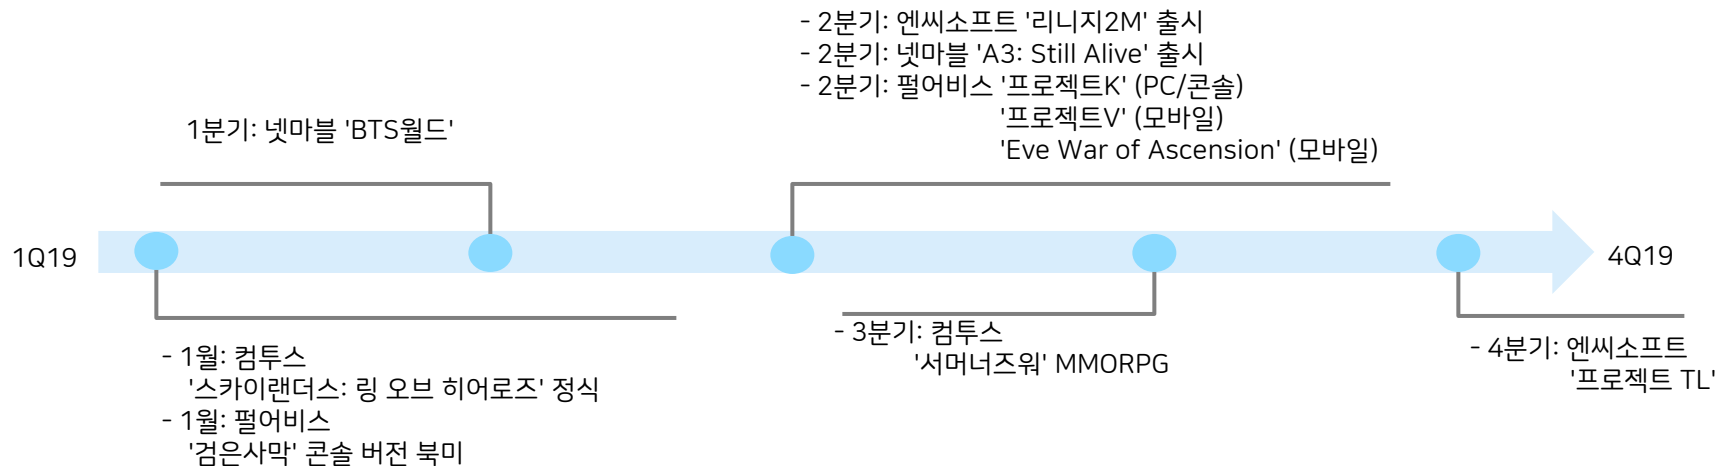 - 2분기: 엔씨소프트 '리니지2M' 출시
- 2분기: 넷마블 'A3: Still Alive' 출시
- 2분기: 펄어비스 '프로젝트K' (PC/콘솔)
'프로젝트V' (모바일)
'Eve War of Ascension' (모바일)
1분기: 넷마블 'BTS월드'
1Q19
4Q19
- 1월: 컴투스
'스카이랜더스: 링 오브 히어로즈' 정식
- 1월: 펄어비스
'검은사막' 콘솔 버전 북미
- 3분기: 컴투스
'서머너즈워' MMORPG
- 4분기: 엔씨소프트
'프로젝트 TL'